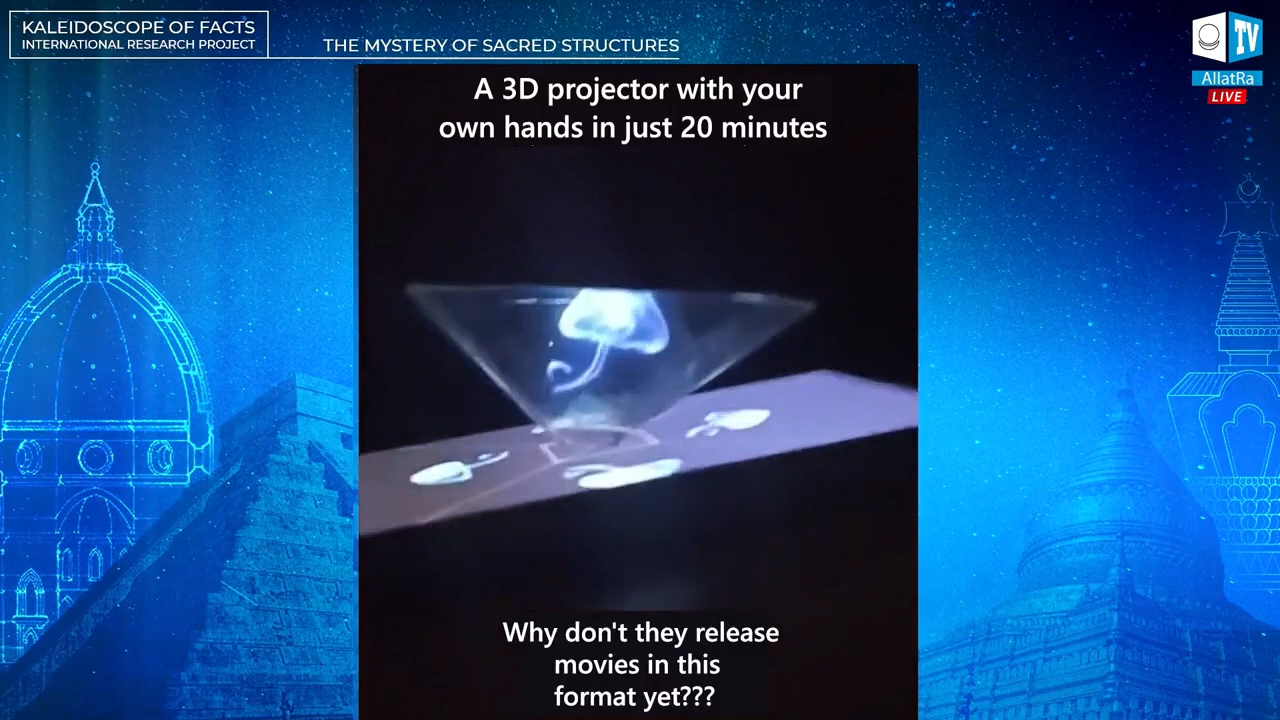 KALEIDOSCOPE OF FACTS
INTERNATIONAL RESEARCH PROJECT
THE MYSTERY OF SACRED STRUCTURES
TV
AllatRa
LIVE
A 3D projector with your
own hands in just 20 minutes
Why don't they release
movies in this
format yet???